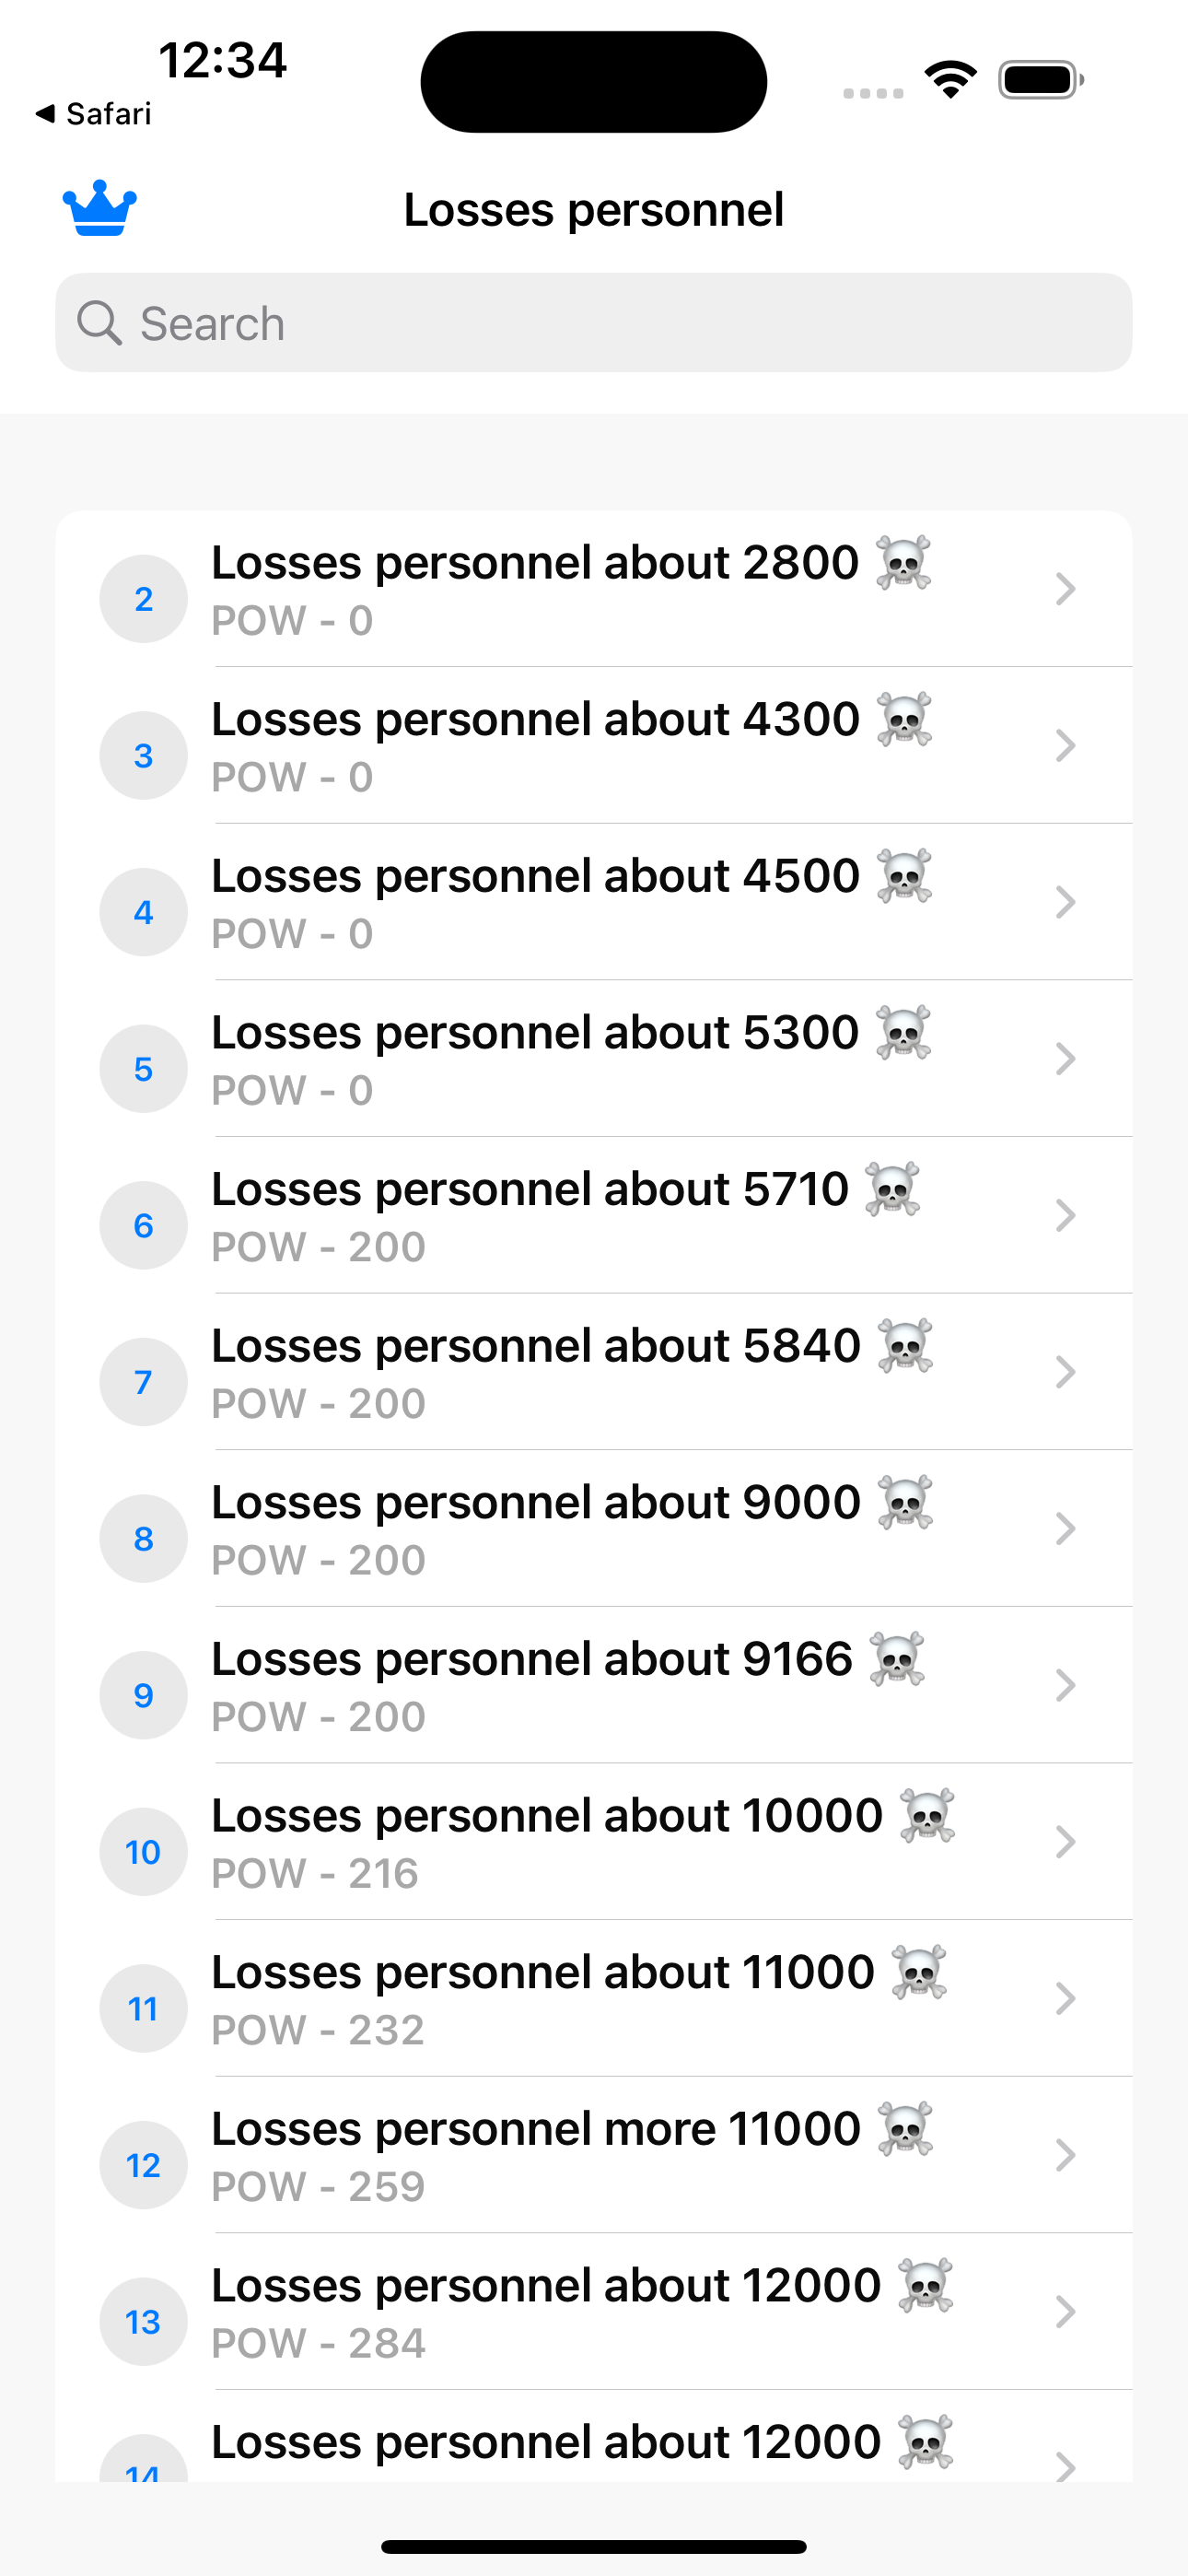 12:34
◀ Safari
Losses personnel
Search
2
Losses personnel about 2800 ☠️
POW - 0
3
Losses personnel about 4300 ☠️
POW - 0
4
Losses personnel about 4500 ☠️
POW - 0
5
Losses personnel about 5300 ☠️
POW - 0
6
Losses personnel about 5710 ☠️
POW - 200
7
Losses personnel about 5840 ☠️
POW - 200
8
Losses personnel about 9000 ☠️
POW - 200
9
Losses personnel about 9166 ☠️
POW - 200
10
Losses personnel about 10000 ☠️
POW - 216
11
Losses personnel about 11000 ☠️
POW - 232
12
Losses personnel more 11000 ☠️
POW - 259
13
Losses personnel about 12000 ☠️
POW - 284
14
Losses personnel about 12000 ☠️